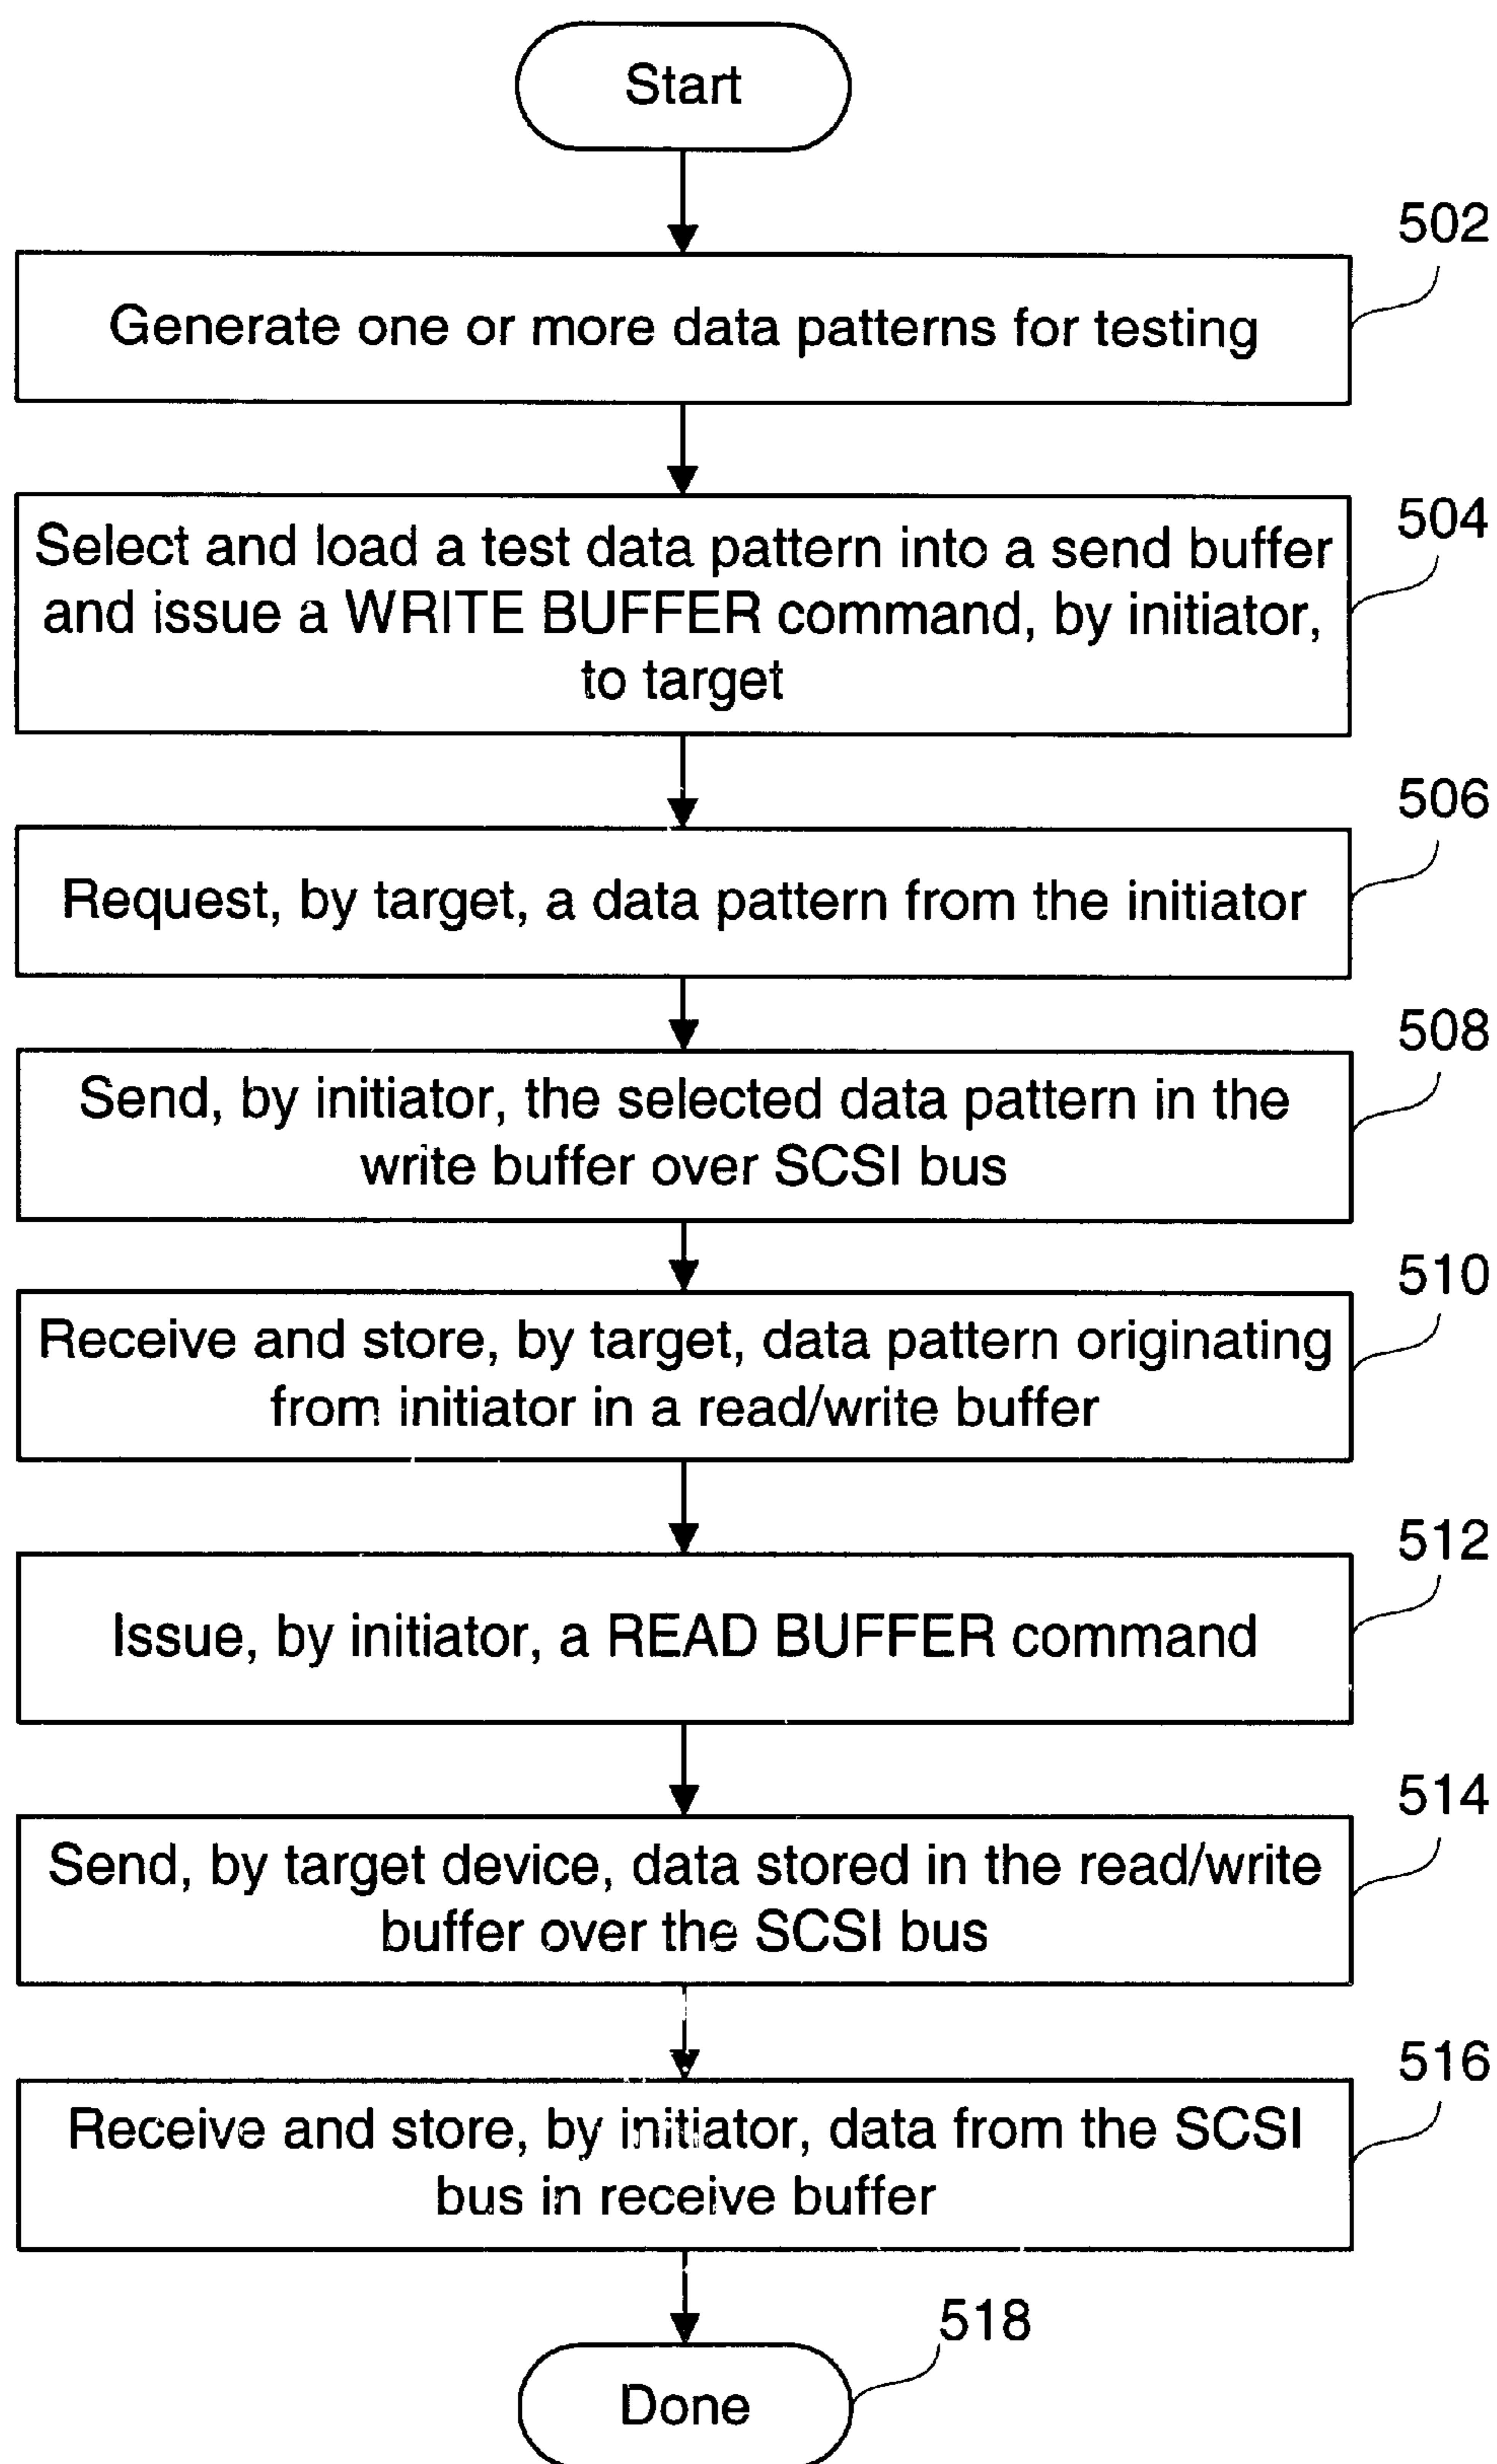 Start
502
Generate one or more data patterns for testing
504
Select and load a test data pattern into a send buffer
and issue a WRITE BUFFER command, by initiator,
to target
506
Request, by target, a data pattern from the initiator
508
Send, by initiator, the selected data pattern in the
write buffer over SCSI bus
510
Receive and store, by target, data pattern originating
from initiator in a read/write buffer
512
Issue, by initiator, a READ BUFFER command
514
Send, by target device, data stored in the read/write
buffer over the SCSI bus
516
Receive and store, by initiator, data from the SCSI
bus in receive buffer
518
Done